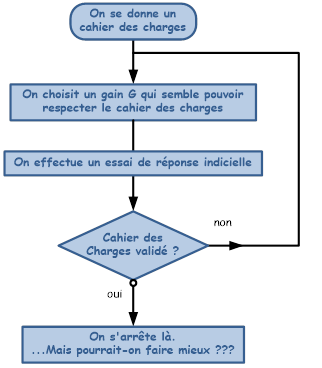 On se donne un
cahier des charges
On choisit un gain G qui semble pouvoir
respecter le cahier des charges
On effectue un essai de réponse indicielle
Cahier des
Charges validé ?
non
oui
On s'arrête là.
...Mais pourrait-on faire mieux ???